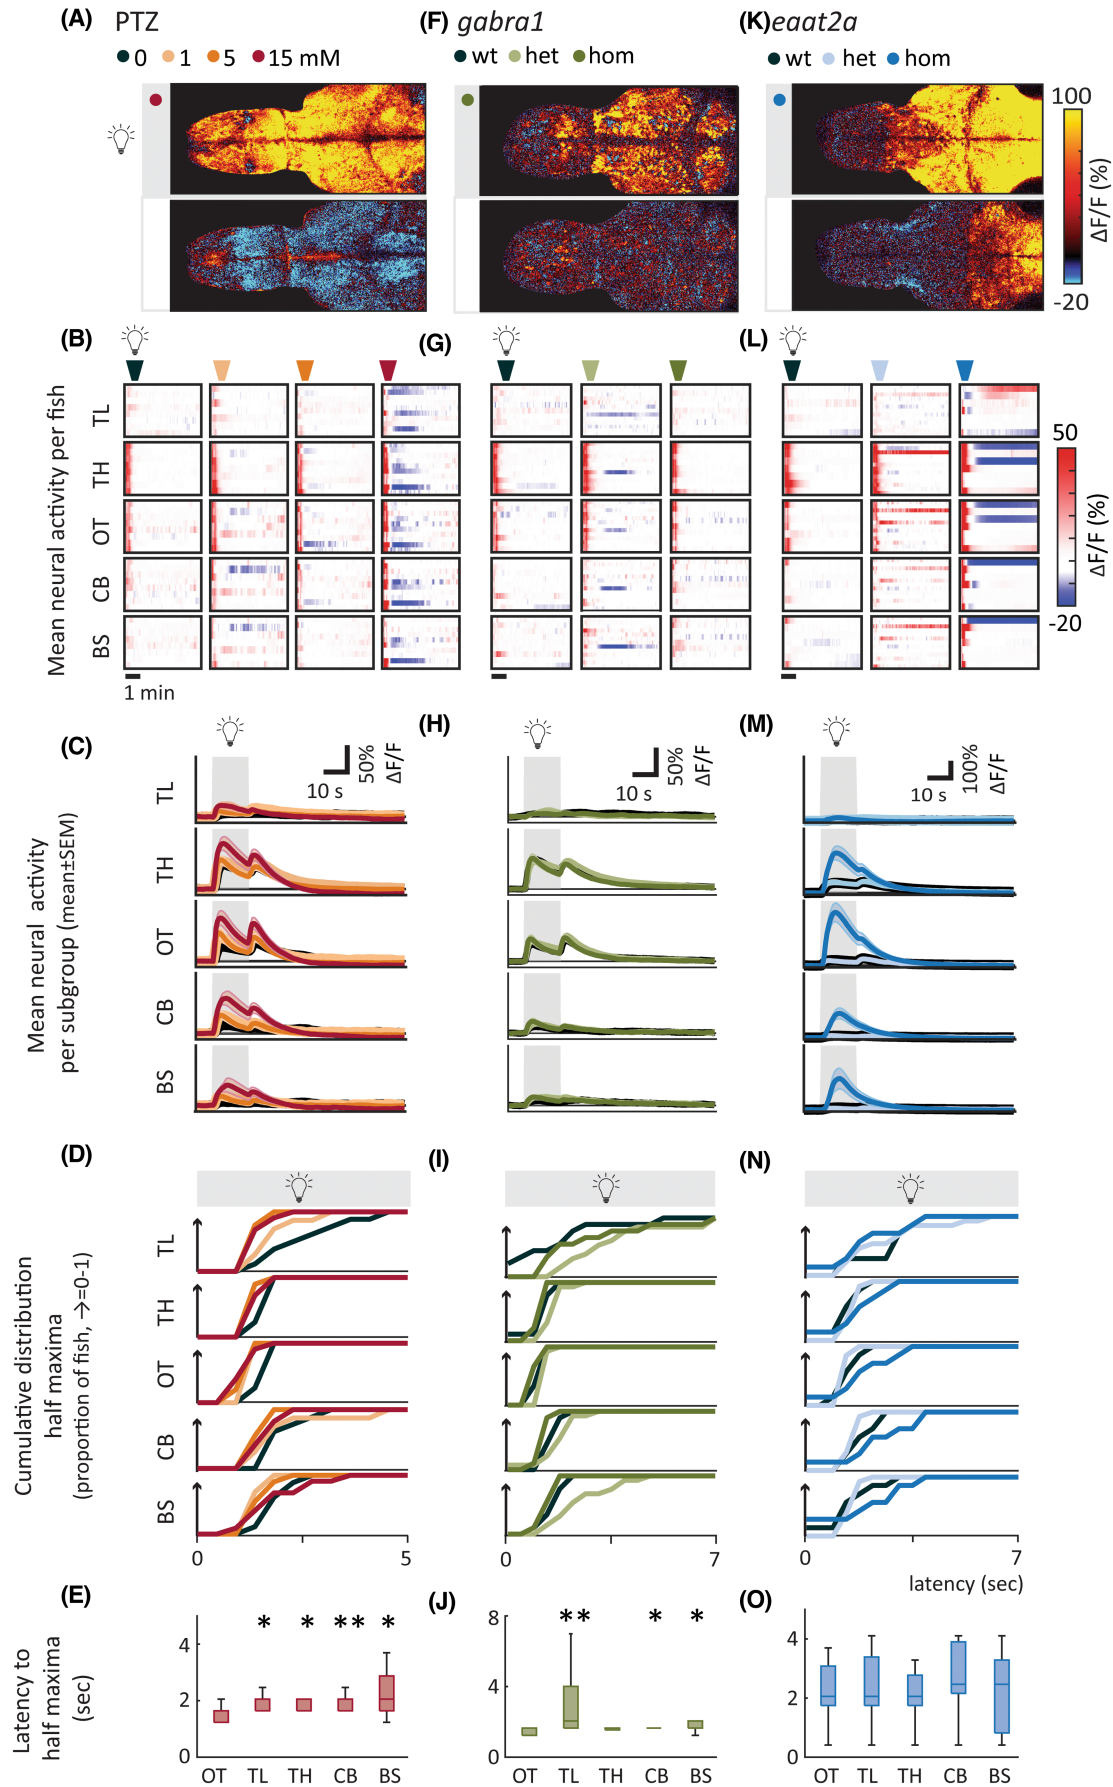 (A) PTZ (F) gabra1 (K) eaat2a
0 1 5 15 mM wt het hom wt het hom
100
ΔF/F (%)
-20
(B) (G) (L)
Mean neural activity per fish
TL
TH
OT
CB
BS
50
ΔF/F (%)
-20
1 min
(C) (H) (M)
Mean neural activity
per subgroup (mean±SEM)
10 s 50% ΔF/F 10 s 50% ΔF/F 10 s 100% ΔF/F
TL
TH
OT
CB
BS
(D) (I) (N)
Cumulative distribution
half maxima
(proportion of fish, →=0-1)
TL
TH
OT
CB
BS
0 5 0 7 0 7
latency (sec)
(E) (J) (O)
Latency to
half maxima
(sec)
* * ** * ** * *
4 8 4
2 4 2
0 0 0
OT TL TH CB BS OT TL TH CB BS OT TL TH CB BS